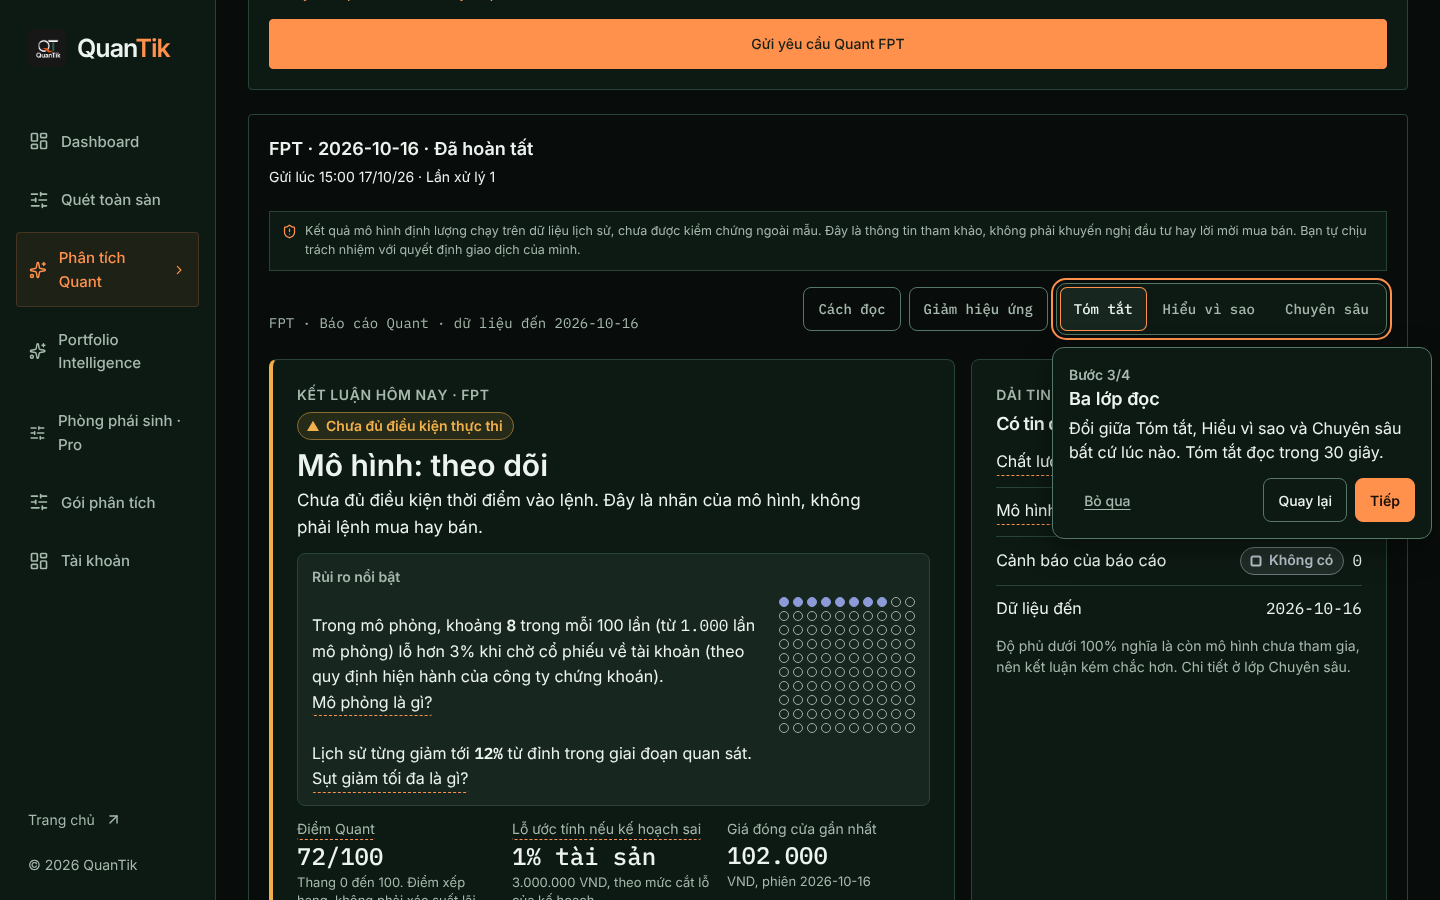 QT
QuanTik
QuanTik
Dashboard
Quét toàn sàn
Phân tích
Quant
Portfolio
Intelligence
Phòng phái sinh ·
Pro
Gói phân tích
Tài khoản
Trang chủ
© 2026 QuanTik
Gửi yêu cầu Quant FPT
FPT · 2026-10-16 · Đã hoàn tất
Gửi lúc 15:00 17/10/26 · Lần xử lý 1
Kết quả mô hình định lượng chạy trên dữ liệu lịch sử, chưa được kiểm chứng ngoài mẫu. Đây là thông tin tham khảo, không phải khuyến nghị đầu tư hay lời mời mua bán. Bạn tự chịu
trách nhiệm với quyết định giao dịch của mình.
FPT · Báo cáo Quant · dữ liệu đến 2026-10-16
Cách đọc
Giảm hiệu ứng
Tóm tắt
Hiểu vì sao
Chuyên sâu
KẾT LUẬN HÔM NAY · FPT
Chưa đủ điều kiện thực thi
Mô hình: theo dõi
Chưa đủ điều kiện thời điểm vào lệnh. Đây là nhãn của mô hình, không
phải lệnh mua hay bán.
Rủi ro nổi bật
Trong mô phỏng, khoảng 8 trong mỗi 100 lần (từ 1.000 lần
mô phỏng) lỗ hơn 3% khi chờ cổ phiếu về tài khoản (theo
quy định hiện hành của công ty chứng khoán).
Mô phỏng là gì?
Lịch sử từng giảm tới 12% từ đỉnh trong giai đoạn quan sát.
Sụt giảm tối đa là gì?
Điểm Quant
72/100
Thang 0 đến 100. Điểm xếp
hạng, không phải xác suất lãi
Lỗ ước tính nếu kế hoạch sai
1% tài sản
3.000.000 VND, theo mức cắt lỗ
của kế hoạch
Giá đóng cửa gần nhất
102.000
VND, phiên 2026-10-16
DẢI TIN
Có tin
Chất lư
Mô hình
Bước 3/4
Ba lớp đọc
Đổi giữa Tóm tắt, Hiểu vì sao và Chuyên sâu
bất cứ lúc nào. Tóm tắt đọc trong 30 giây.
Bỏ qua
Quay lại
Tiếp
Cảnh báo của báo cáo
Không có
0
Dữ liệu đến
2026-10-16
Độ phủ dưới 100% nghĩa là còn mô hình chưa tham gia,
nên kết luận kém chắc hơn. Chi tiết ở lớp Chuyên sâu.